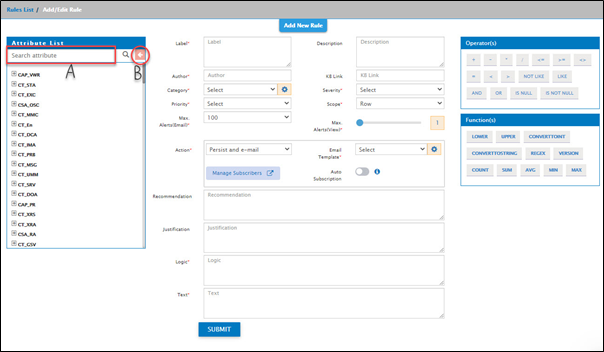 Rules List / Add/Edit Rule
Add New Rule
Attribute List
Search attribute
A
B
CAP_VWR
CT_STA
CT_EXC
CSA_OSC
CT_MMC
CT_En
CT_DCA
CT_IMA
CT_PRB
CT_MSG
CT_UMM
CT_SRV
CT_DOA
CAP_PR
CT_XRS
CT_XRA
CSA_RA
CT_GSV
Label*
Label
Description
Description
Author*
Author
KB Link
KB Link
Category*
Select
Severity*
Select
Priority*
Select
Scope*
Row
Max. Alerts(Email)*
100
Max. Alerts(View)*
1
Action*
Persist and e-mail
Email Template*
Select
Manage Subscribers
Auto Subscription
Recommendation
Recommendation
Justification
Justification
Logic*
Logic
Text*
Text
SUBMIT
Operator(s)
+ - * / <= >= <>
= < > NOT LIKE LIKE
AND OR IS NULL IS NOT NULL
Function(s)
LOWER UPPER CONVERTTOINT
CONVERTTOSTRING REGEX VERSION
COUNT SUM AVG MIN MAX